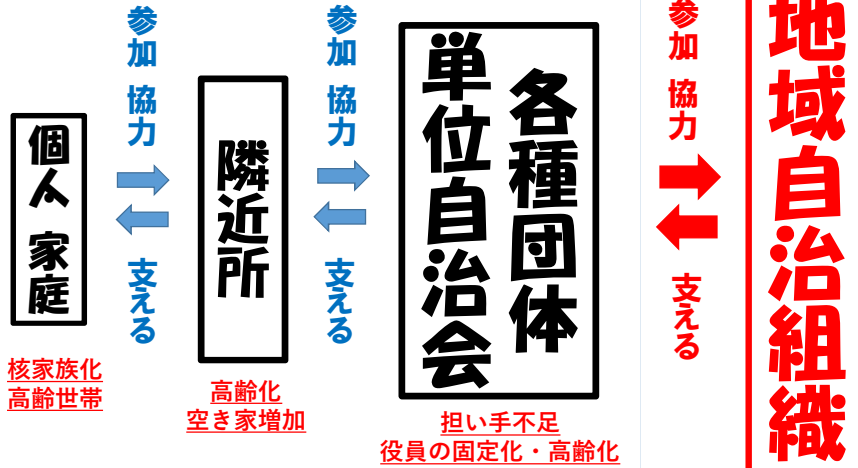 個人 家庭
核家族化
高齢世帯
参加 協力
支える
隣近所
高齢化
空き家増加
参加 協力
支える
各種団体
単位自治会
担い手不足
役員の固定化・高齢化
参加 協力
支える
地域自治組織